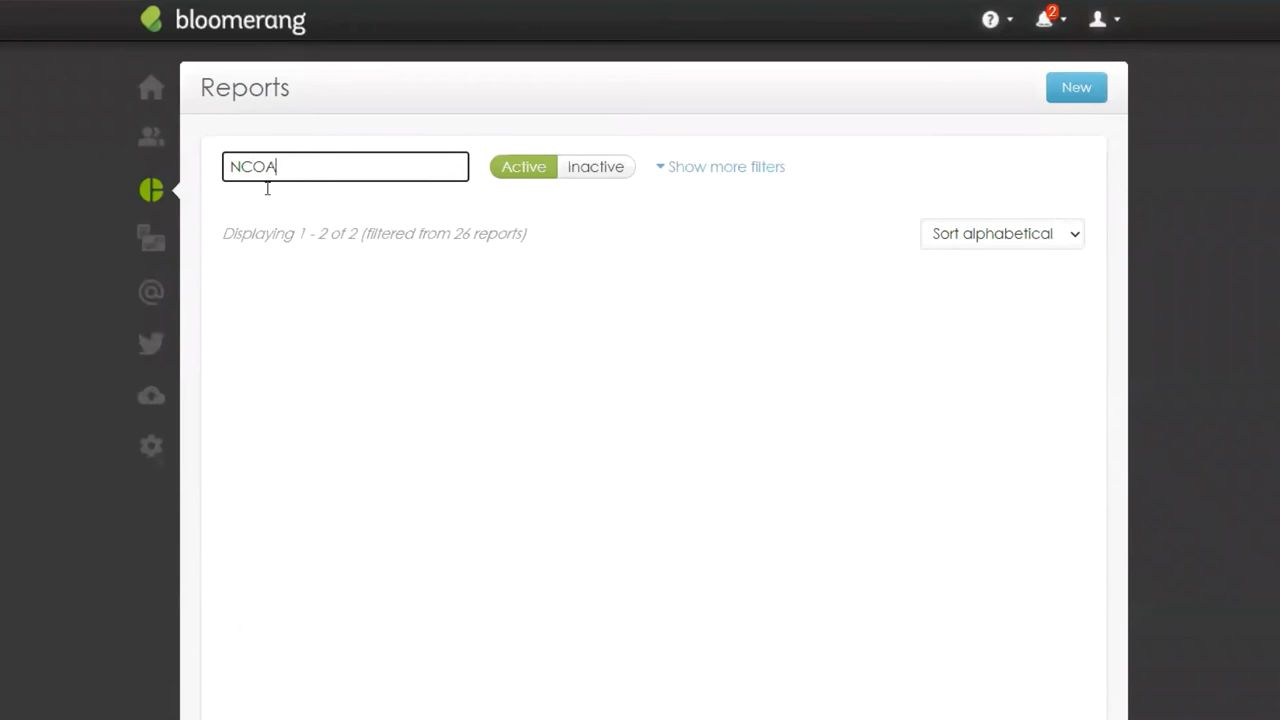 bloomerang
2
Reports
New
NCOA
Active
Inactive
Show more filters
Displaying 1 - 2 of 2 (filtered from 26 reports)
Sort alphabetical